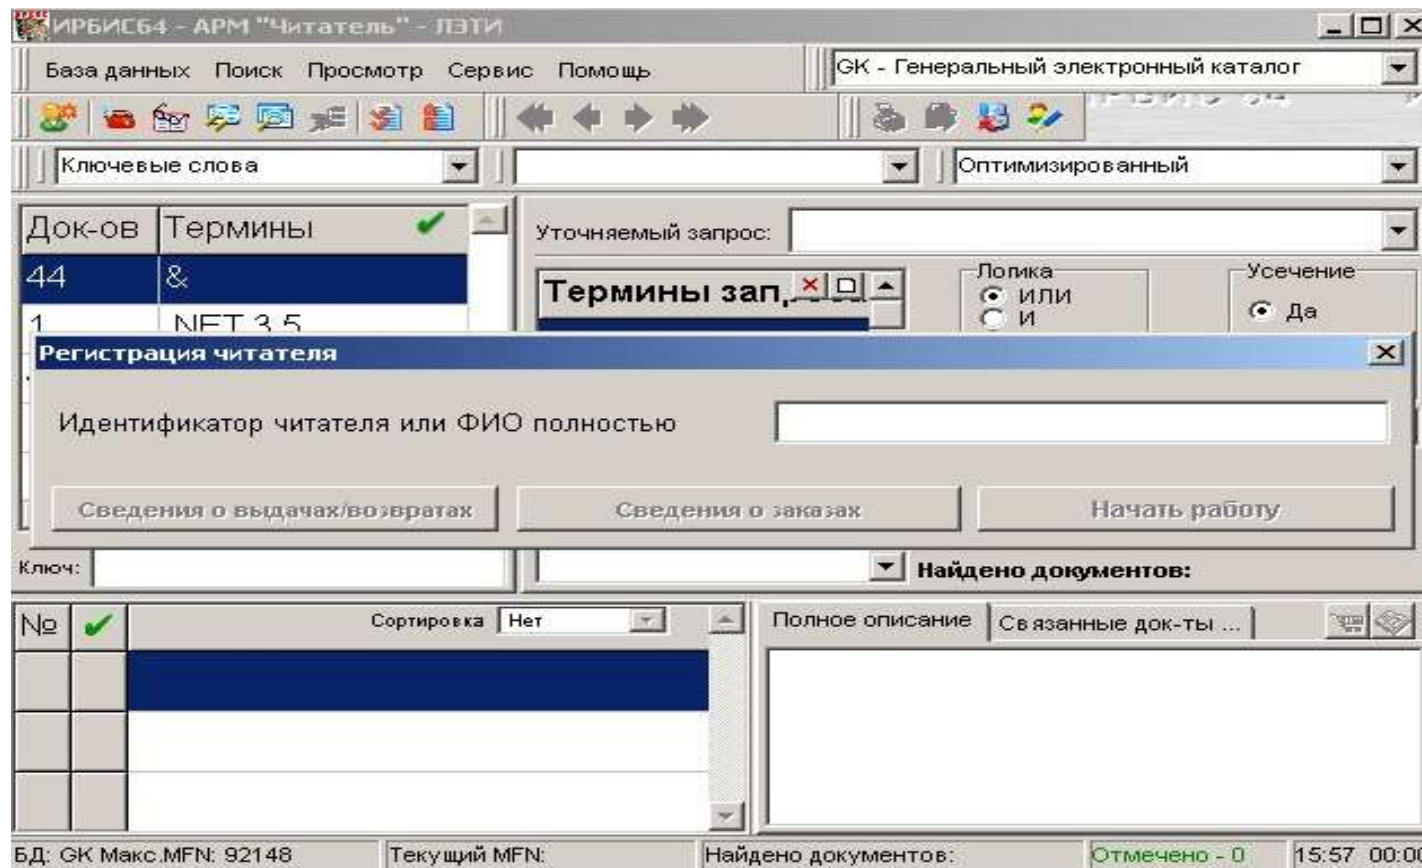 ИРБИС64 - АРМ "Читатель" - ЛЭТИ
База данных Поиск Просмотр Сервис Помощь
GK - Генеральный электронный каталог
Ключевые слова
Оптимизированный
Док-ов Термины
Уточняемый запрос:
44 &
Термины зап
Логика
ИЛИ
И
Усечение
Да
1 .NET 3.5
Регистрация читателя
Идентификатор читателя или ФИО полностью
Сведения о выдачах/возвратах
Сведения о заказах
Начать работу
Ключ:
Найдено документов:
№
Сортировка Нет
Полное описание
Связанные док-ты ...
БД: GK Макс.MFN: 92148
Текущий MFN:
Найдено документов:
Отмечено - 0
15:57 00:00